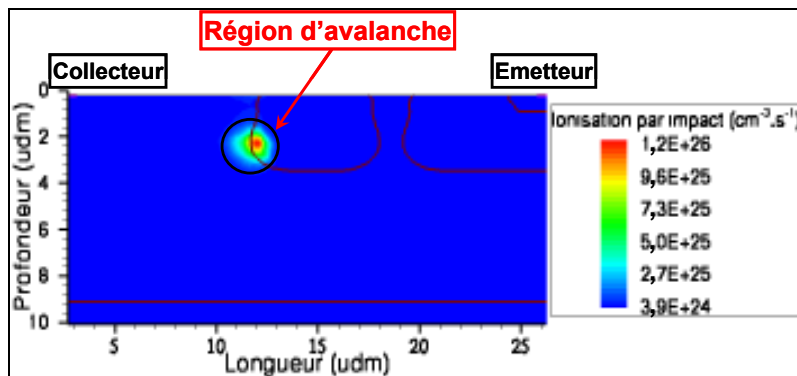 Région d'avalanche
Collecteur
Emetteur
Profondeur (udm)
0
2
4
6
8
10
5
10
15
20
25
Longueur (udm)
Ionisation par impact (cm⁻³.s⁻¹)
1,2E+26
9,6E+25
7,3E+25
5,0E+25
2,7E+25
3,9E+24